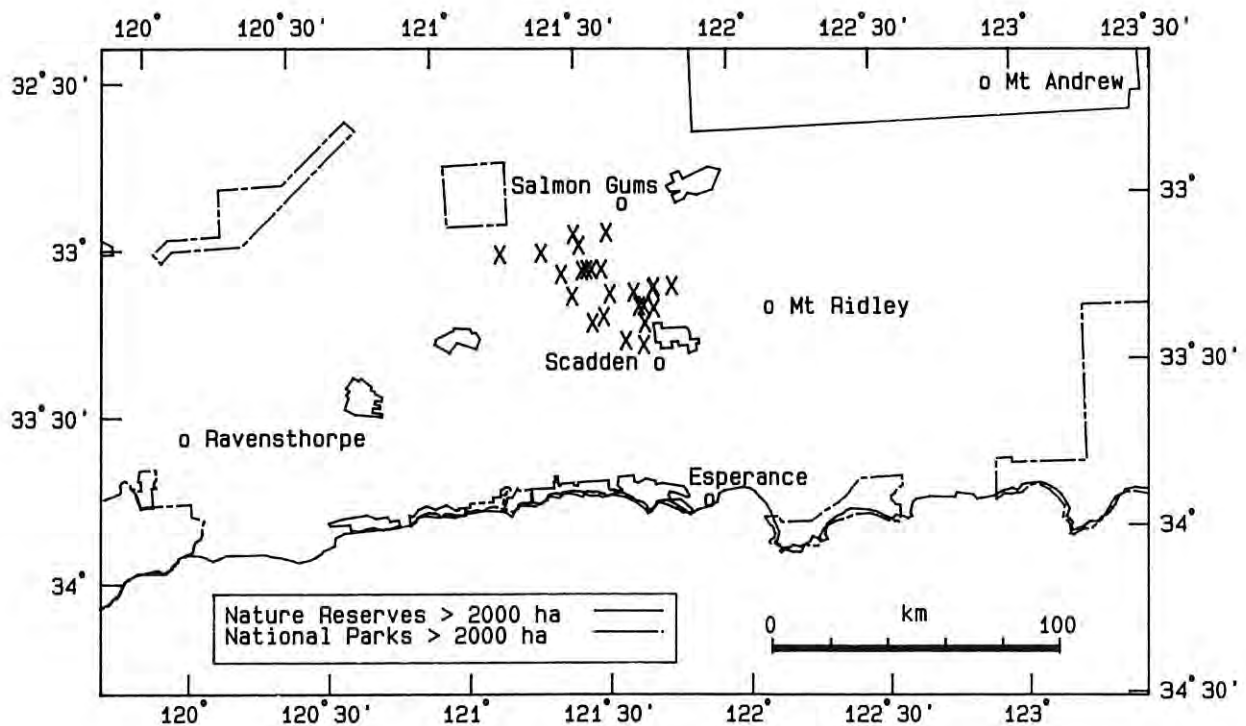 120° 120° 30' 121° 121° 30' 122° 122° 30' 123° 123° 30'
32° 30'
Mt Andrew
Salmon Gums
33°
33°
Mt Ridley
Scadden
33° 30'
33° 30'
Ravensthorpe
Esperance
34°
34°
Nature Reserves > 2000 ha
National Parks > 2000 ha
km
0 100
34° 30'
120° 120° 30' 121° 121° 30' 122° 122° 30' 123°